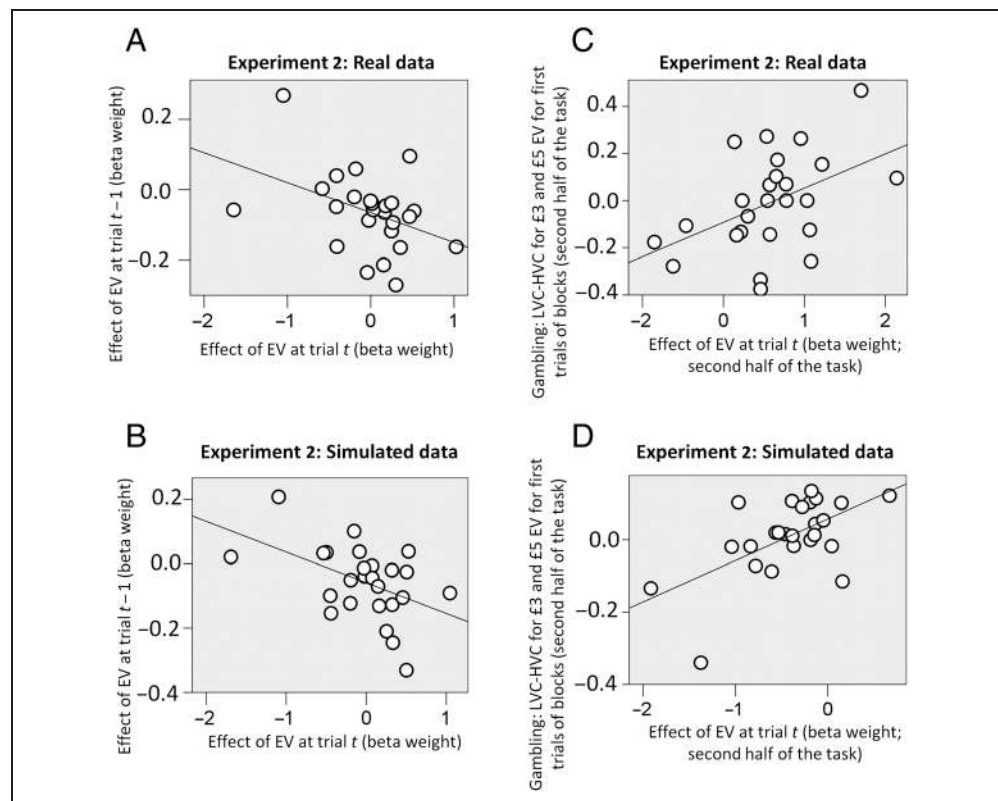 A
Experiment 2: Real data
Effect of EV at trial t – 1 (beta weight)
0.2
0.0
−0.2
−2
−1
0
1
Effect of EV at trial t (beta weight)
C
Experiment 2: Real data
Gambling: LVC-HVC for £3 and £5 EV for first
trials of blocks (second half of the task)
0.4
0.2
0.0
−0.2
−0.4
−2
−1
0
1
2
Effect of EV at trial t (beta weight;
second half of the task)
B
Experiment 2: Simulated data
Effect of EV at trial t – 1 (beta weight)
0.2
0.0
−0.2
−0.4
−2
−1
0
1
Effect of EV at trial t (beta weight)
D
Experiment 2: Simulated data
Gambling: LVC-HVC for £3 and £5 EV for first
trials of blocks (second half of the task)
0.0
−0.2
−0.4
−1
0
Effect of EV at trial t (beta weight;
second half of the task)